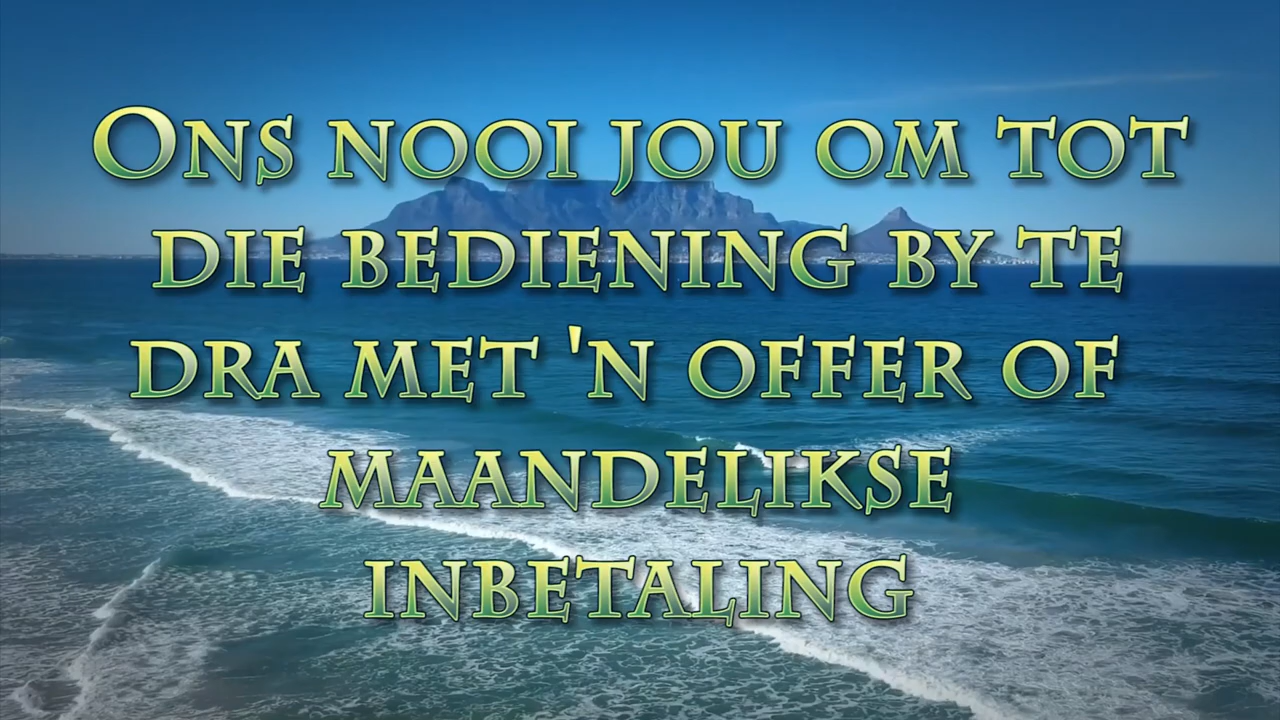 Ons nooi jou om tot
die bediening by te
dra met 'n offer of
maandelikse
inbetaling